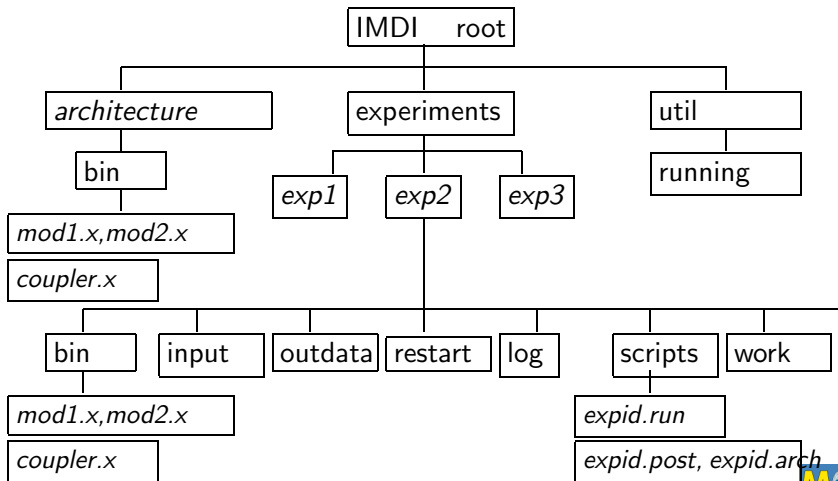 IMDI root
architecture
experiments
util
bin
running
exp1
exp2
exp3
mod1.x,mod2.x
coupler.x
bin
input
outdata
restart
log
scripts
work
mod1.x,mod2.x
expid.run
coupler.x
expid.post, expid.arch